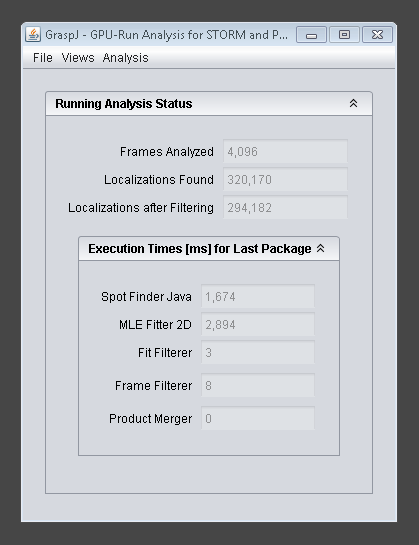 GraspJ - GPU-Run Analysis for STORM and P...
File Views Analysis
Running Analysis Status
Frames Analyzed 4,096
Localizations Found 320,170
Localizations after Filtering 294,182
Execution Times [ms] for Last Package
Spot Finder Java 1,674
MLE Fitter 2D 2,894
Fit Filterer 3
Frame Filterer 8
Product Merger 0